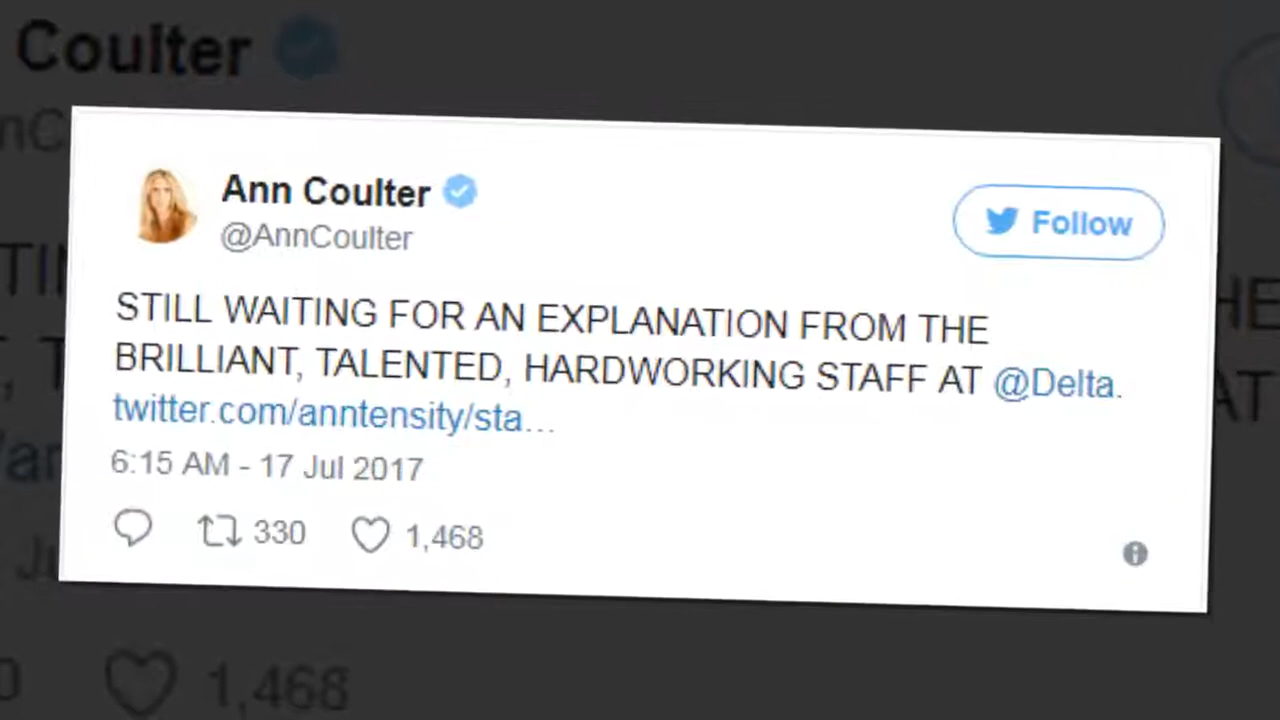 Coulter
Ann Coulter
@AnnCoulter
Follow
STILL WAITING FOR AN EXPLANATION FROM THE
BRILLIANT, TALENTED, HARDWORKING STAFF AT @Delta.
twitter.com/anntensity/sta...
6:15 AM - 17 Jul 2017
330
1,468
1,468